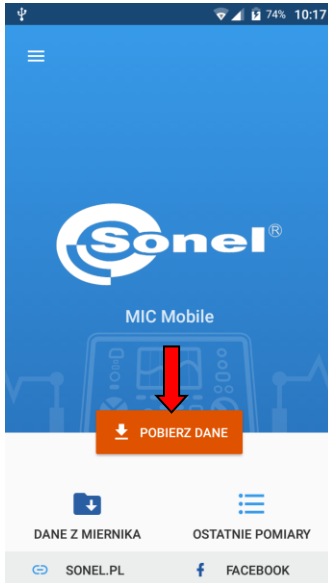 74% 10:17
Sonel®
MIC Mobile
POBIERZ DANE
DANE Z MIERNIKA
OSTATNIE POMIARY
SONEL.PL
FACEBOOK